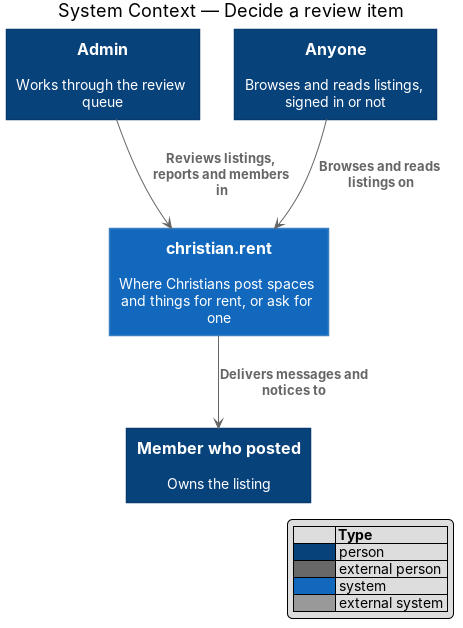 System Context — Decide a review item
Admin
Works through the review
queue
Anyone
Browses and reads listings,
signed in or not
Reviews listings,
reports and members
in
Browses and reads
listings on
christian.rent
Where Christians post spaces
and things for rent, or ask for
one
Delivers messages and
notices to
Member who posted
Owns the listing
Type
person
external person
system
external system